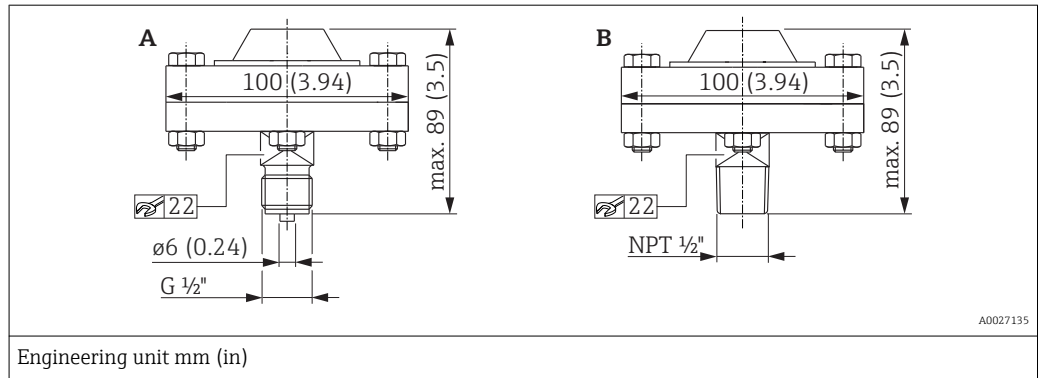 A
100 (3.94)
max. 89 (3.5)
22
ø6 (0.24)
G ½"
B
100 (3.94)
max. 89 (3.5)
22
NPT ½"
A0027135
Engineering unit mm (in)